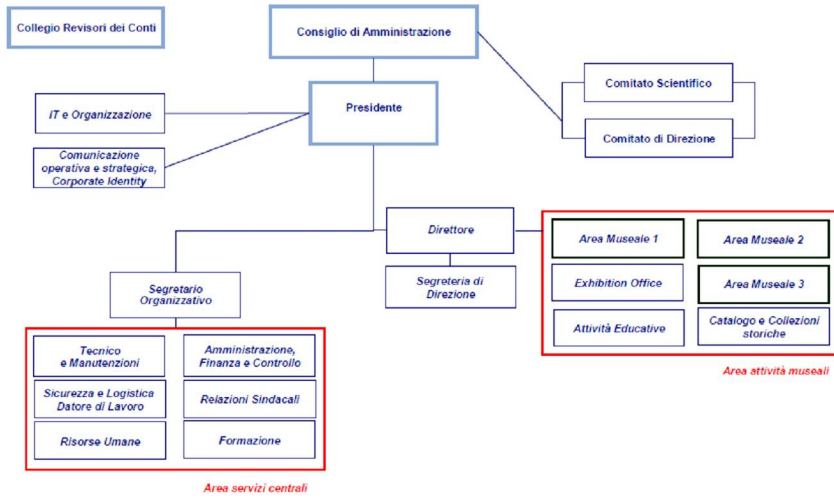 Collegio Revisori dei Conti
Consiglio di Amministrazione
Presidente
Comitato Scientifico
Comitato di Direzione
IT e Organizzazione
Comunicazione
operativa e strategica,
Corporate Identity
Direttore
Segreteria di
Direzione
Segretario
Organizzativo
Area Museale 1
Area Museale 2
Exhibition Office
Area Museale 3
Attività Educative
Catalogo e Collezioni
storiche
Area attività museali
Tecnico
e Manutenzioni
Amministrazione,
Finanza e Controllo
Sicurezza e Logistica
Datore di Lavoro
Relazioni Sindacali
Risorse Umane
Formazione
Area servizi centrali